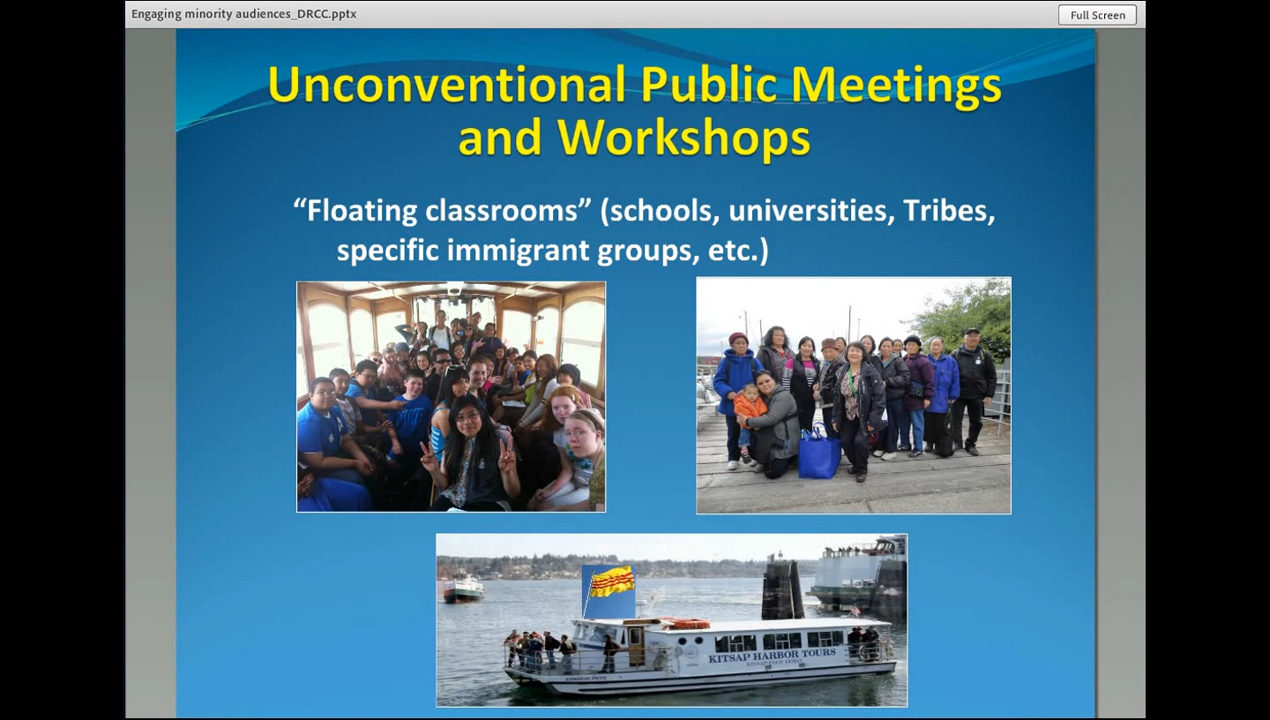 Engaging minority audiences_DRCC.pptx
Full Screen
Unconventional Public Meetings
and Workshops
“Floating classrooms” (schools, universities, Tribes,
specific immigrant groups, etc.)
KITSAP HARBOR TOURS